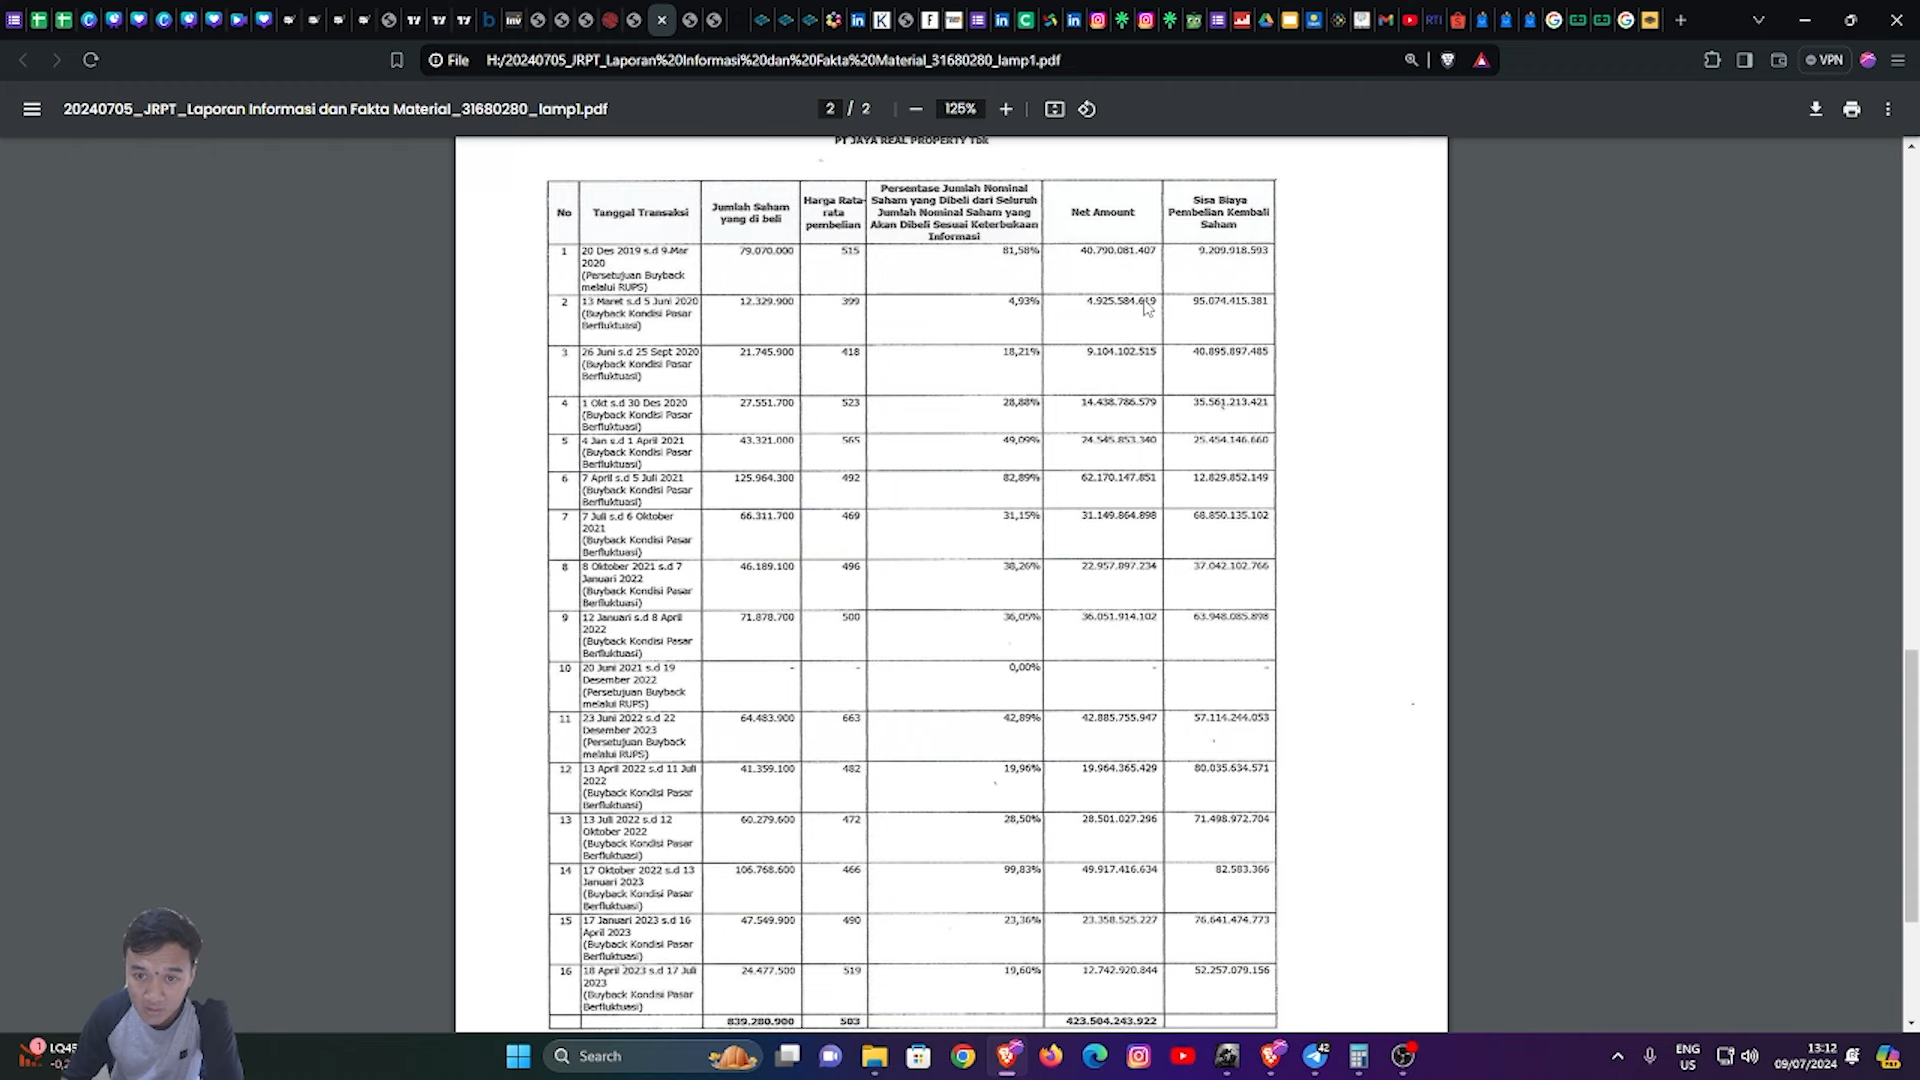 File H:/20240705_JRPT_Laporan%20Informasi%20dan%20Fakta%20Material_31680280_lamp1.pdf
VPN
20240705_JRPT_Laporan Informasi dan Fakta Material_31680280_lamp1.pdf
2 / 2
125%
PT JAYA REAL PROPERTY Tbk
No Tanggal Transaksi Jumlah Saham yang di beli Harga Rata-rata pembelian Persentase Jumlah Nominal Saham yang Dibeli dari Seluruh Jumlah Nominal Saham yang Akan Dibeli Sesuai Keterbukaan Informasi Net Amount Sisa Biaya Pembelian Kembali Saham
1 20 Des 2019 s.d 9 Mar 79.070.000 515 81,58% 40.790.081.407 9.209.918.593
2020
(Persetujuan Buyback
melalui RUPS)
2 13 Maret s.d 5 Juni 2020 12.329.900 399 4,93% 4.925.584.619 95.074.415.381
(Buyback Kondisi Pasar
Berfluktuasi)
3 26 Juni s.d 25 Sept 2020 21.745.900 418 18,21% 9.104.102.515 40.895.897.485
(Buyback Kondisi Pasar
Berfluktuasi)
4 1 Okt s.d 30 Des 2020 27.551.700 523 28,88% 14.438.786.579 35.561.213.421
(Buyback Kondisi Pasar
Berfluktuasi)
5 4 Jan s.d 1 April 2021 43.321.000 565 49,09% 24.545.853.340 25.454.146.660
(Buyback Kondisi Pasar
Berfluktuasi)
6 7 April s.d 5 Juli 2021 125.964.300 492 82,89% 62.170.147.851 12.829.852.149
(Buyback Kondisi Pasar
Berfluktuasi)
7 7 Juli s.d 6 Oktober 66.311.700 469 31,15% 31.149.864.898 68.850.135.102
2021
(Buyback Kondisi Pasar
Berfluktuasi)
8 8 Oktober 2021 s.d 7 46.189.100 496 38,26% 22.957.897.234 37.042.102.766
Januari 2022
(Buyback Kondisi Pasar
Berfluktuasi)
9 12 Januari s.d 8 April 71.878.700 500 36,05% 36.051.914.102 63.948.085.898
2022
(Buyback Kondisi Pasar
Berfluktuasi)
10 20 Juni 2021 s.d 19 - - 0,00% - -
Desember 2022
(Persetujuan Buyback
melalui RUPS)
11 23 Juni 2022 s.d 22 64.483.900 663 42,89% 42.885.755.947 57.114.244.053
Desember 2023
(Persetujuan Buyback
melalui RUPS)
12 13 April 2022 s.d 11 Juli 41.359.100 482 19,96% 19.964.365.429 80.035.634.571
2022
(Buyback Kondisi Pasar
Berfluktuasi)
13 13 Juli 2022 s.d 12 60.279.600 472 28,50% 28.501.027.296 71.498.972.704
Oktober 2022
(Buyback Kondisi Pasar
Berfluktuasi)
14 17 Oktober 2022 s.d 13 106.768.600 466 99,83% 49.917.416.634 82.583.366
Januari 2023
(Buyback Kondisi Pasar
Berfluktuasi)
15 17 Januari 2023 s.d 16 47.549.900 490 23,36% 23.358.525.227 76.641.474.773
April 2023
(Buyback Kondisi Pasar
Berfluktuasi)
16 18 April 2023 s.d 17 Juli 24.477.500 519 19,60% 12.742.920.844 52.257.079.156
2023
(Buyback Kondisi Pasar
Berfluktuasi)
839.280.900 503 423.504.243.922
1 LQ45
Search
42
ENG
US
13:12
09/07/2024